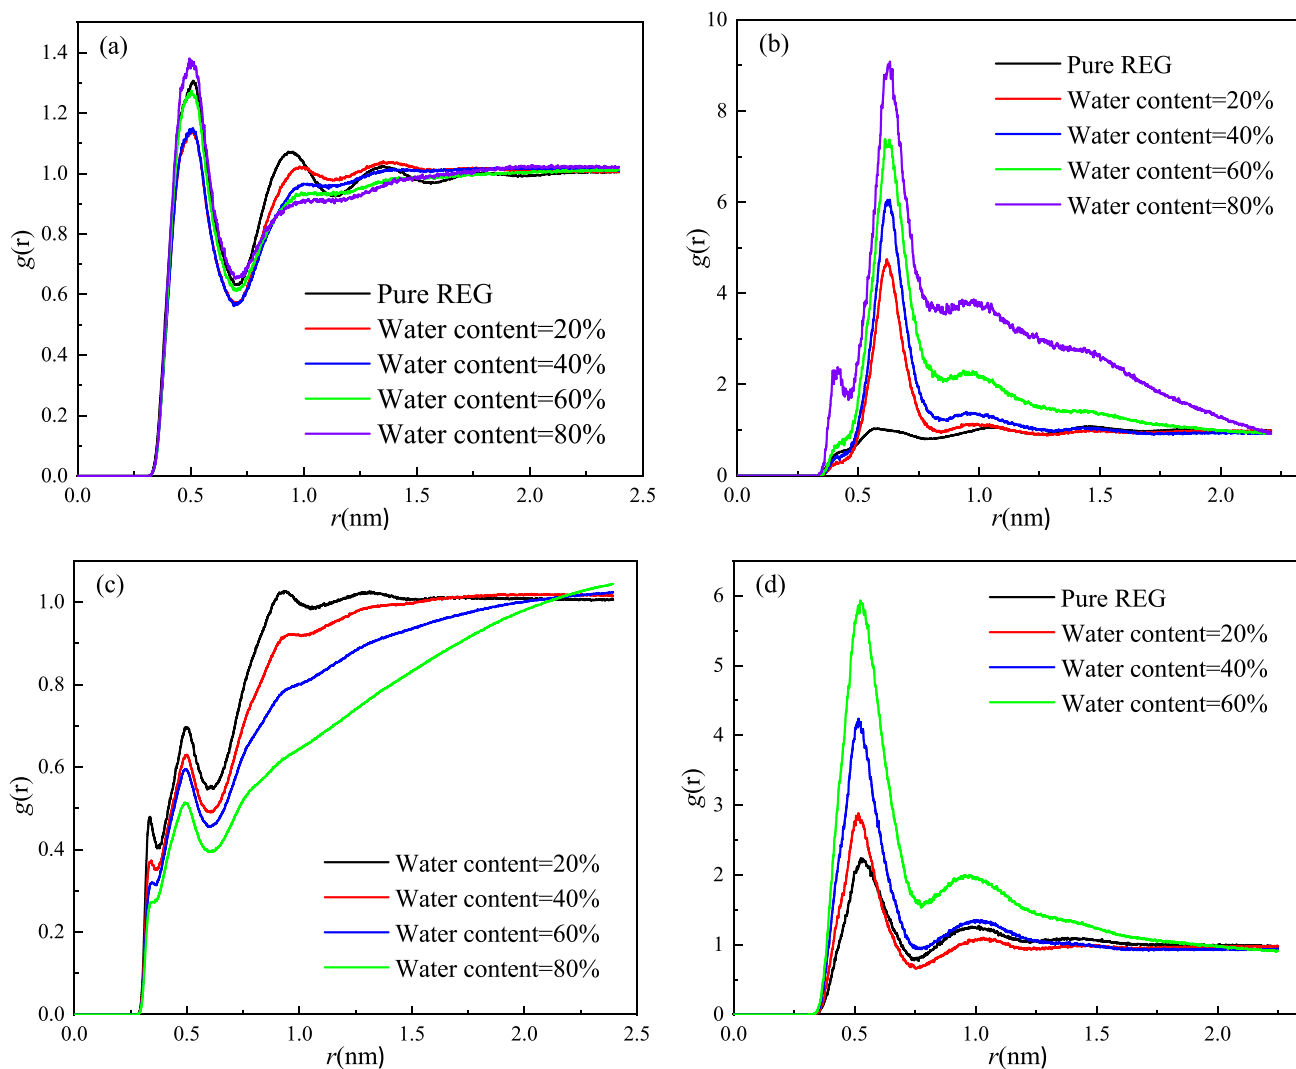 (a)
1.4
1.2
1.0
0.8
0.6
0.4
0.2
0.0
g(r)
Pure REG
Water content=20%
Water content=40%
Water content=60%
Water content=80%
0.0 0.5 1.0 1.5 2.0 2.5
r(nm)
(b)
10
8
6
4
2
0
g(r)
Pure REG
Water content=20%
Water content=40%
Water content=60%
Water content=80%
0.0 0.5 1.0 1.5 2.0
r(nm)
(c)
1.0
0.8
0.6
0.4
0.2
0.0
g(r)
Water content=20%
Water content=40%
Water content=60%
Water content=80%
0.0 0.5 1.0 1.5 2.0 2.5
r(nm)
(d)
6
5
4
3
2
1
0
g(r)
Pure REG
Water content=20%
Water content=40%
Water content=60%
0.0 0.5 1.0 1.5 2.0
r(nm)